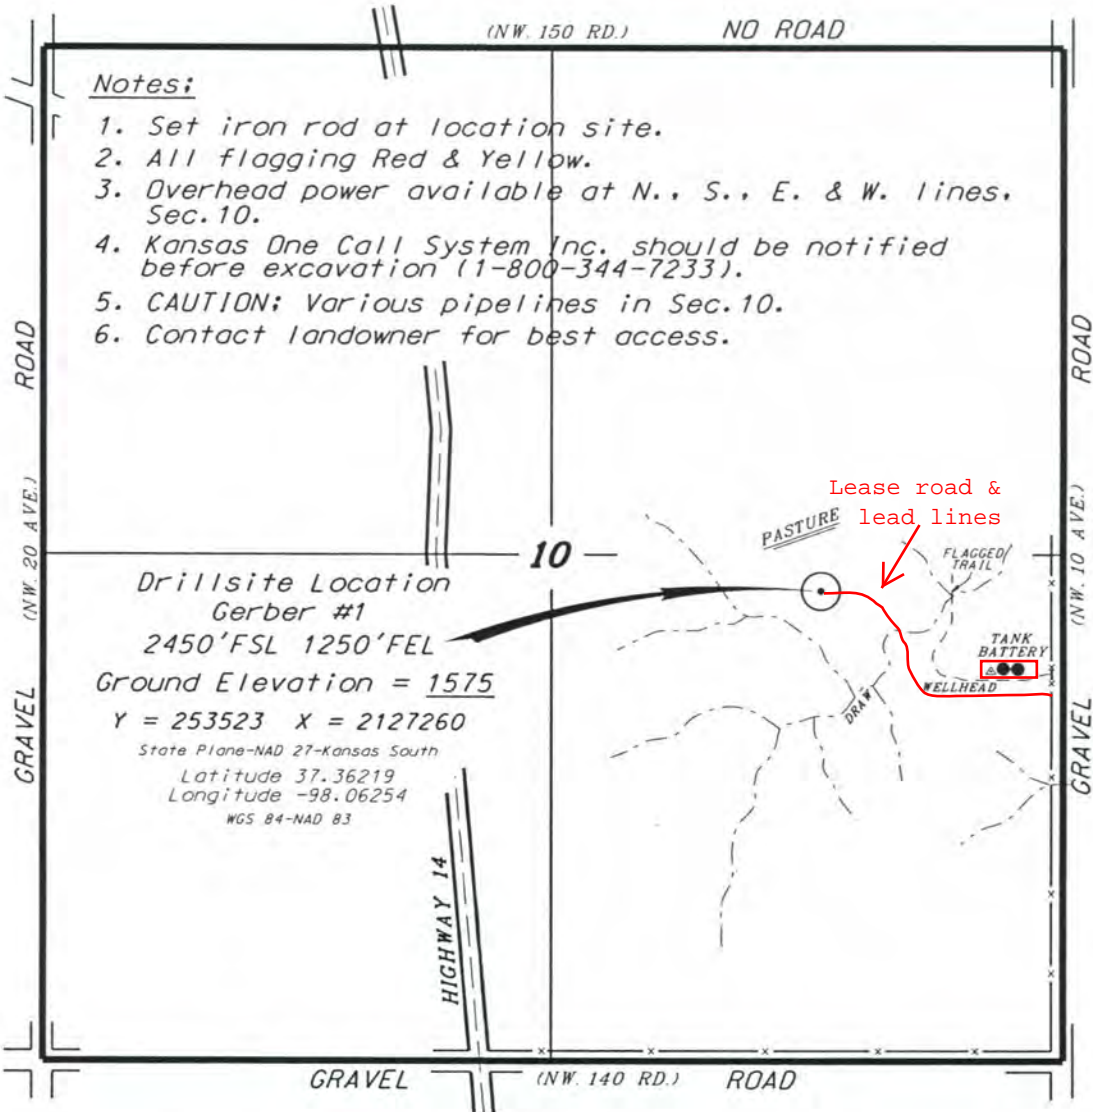 (NW. 150 RD.) NO ROAD
Notes:
1. Set iron rod at location site.
2. All flagging Red & Yellow.
3. Overhead power available at N., S., E. & W. lines,
Sec.10.
4. Kansas One Call System Inc. should be notified
before excavation (1-800-344-7233).
5. CAUTION: Various pipelines in Sec.10.
6. Contact landowner for best access.
GRAVEL (NW. 20 AVE.) ROAD
GRAVEL (NW. 10 AVE.) ROAD
Lease road &
lead lines
PASTURE
10
FLAGGED
TRAIL
Drillsite Location
Gerber #1
2450'FSL 1250'FEL
Ground Elevation = 1575
Y = 253523 X = 2127260
State Plane-NAD 27-Kansas South
Latitude 37.36219
Longitude -98.06254
WGS 84-NAD 83
TANK
BATTERY
WELLHEAD
DRAW
HIGHWAY 14
GRAVEL (NW. 140 RD.) ROAD